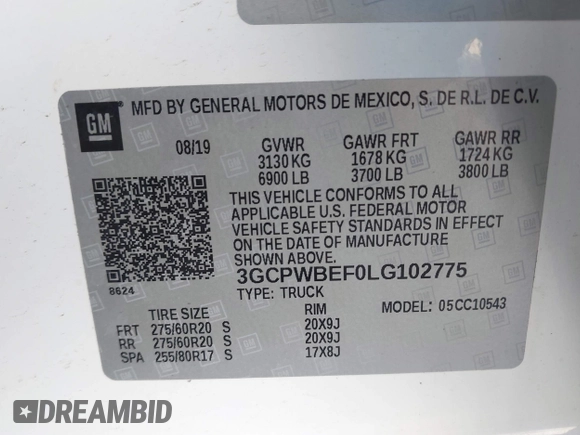 GM
MFD BY GENERAL MOTORS DE MEXICO, S. DE R.L. DE C.V.
08/19 GVWR GAWR FRT GAWR RR
3130 KG 1678 KG 1724 KG
6900 LB 3700 LB 3800 LB
THIS VEHICLE CONFORMS TO ALL
APPLICABLE U.S. FEDERAL MOTOR
VEHICLE SAFETY STANDARDS IN EFFECT
ON THE DATE OF MANUFACTURE
SHOWN ABOVE.
8624
3GCPWBEF0LG102775
TYPE: TRUCK MODEL: 05CC10543
TIRE SIZE RIM
FRT 275/60R20 S 20X9J
RR 275/60R20 S 20X9J
SPA 255/80R17 S 17X8J
DREAMBID